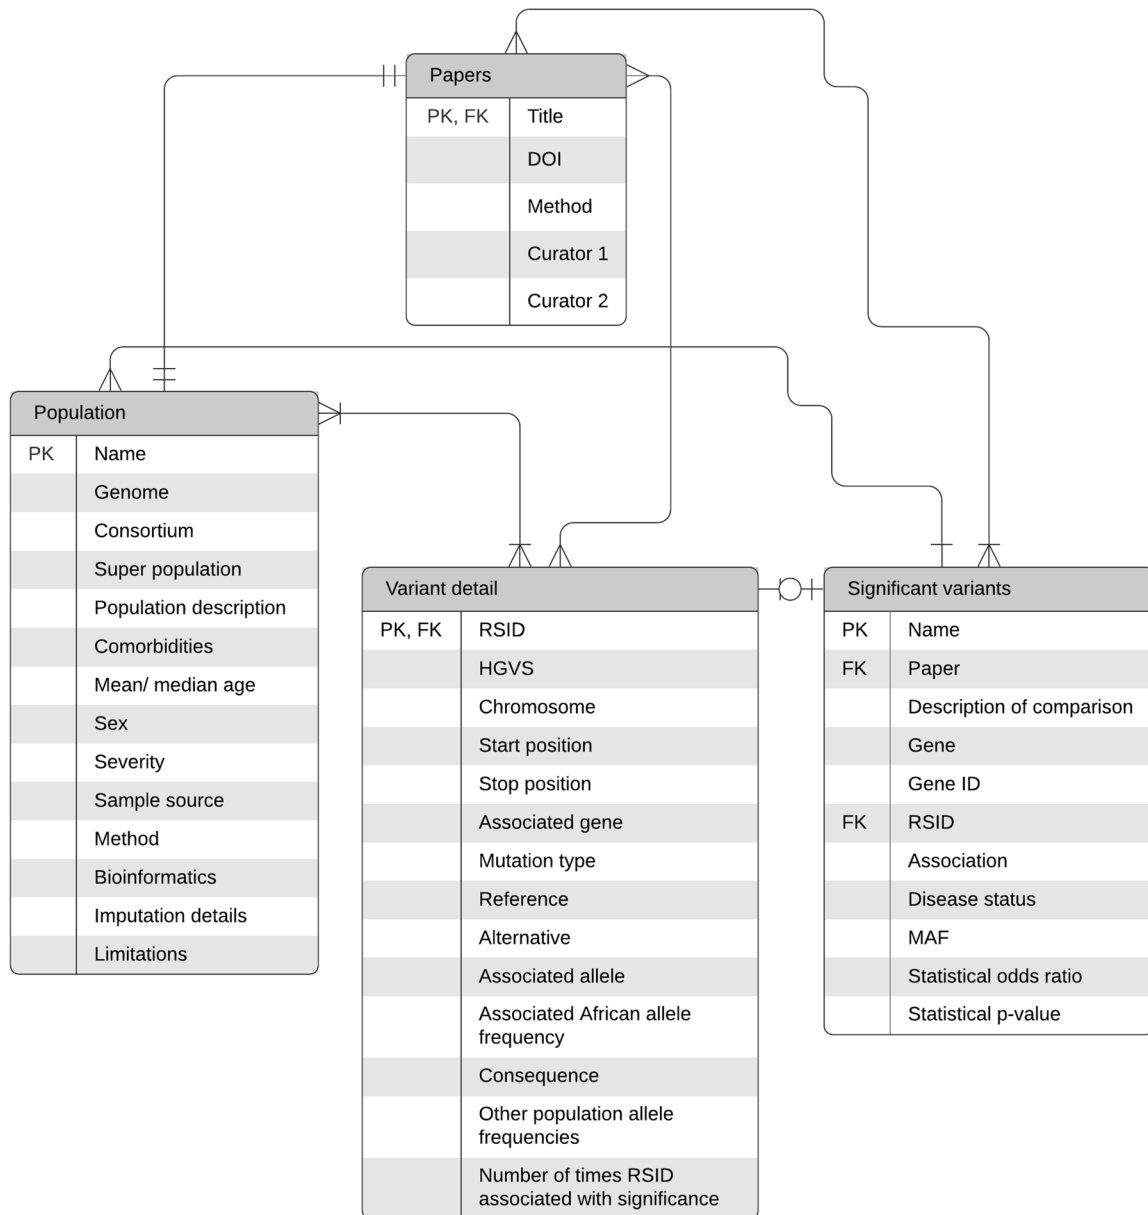 Papers
PK, FK Title
DOI
Method
Curator 1
Curator 2
Population
PK Name
Genome
Consortium
Super population
Population description
Comorbidities
Mean/ median age
Sex
Severity
Sample source
Method
Bioinformatics
Imputation details
Limitations
Variant detail
PK, FK RSID
HGVS
Chromosome
Start position
Stop position
Associated gene
Mutation type
Reference
Alternative
Associated allele
Associated African allele
frequency
Consequence
Other population allele
frequencies
Number of times RSID
associated with significance
Significant variants
PK Name
FK Paper
Description of comparison
Gene
Gene ID
FK RSID
Association
Disease status
MAF
Statistical odds ratio
Statistical p-value